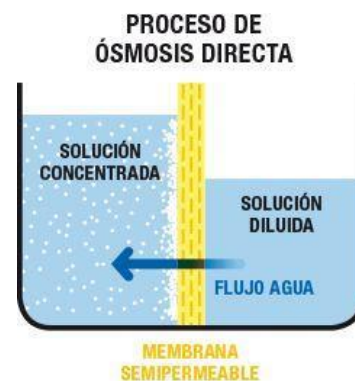 PROCESO DE
ÓSMOSIS DIRECTA
SOLUCIÓN
CONCENTRADA
SOLUCIÓN
DILUIDA
FLUJO AGUA
MEMBRANA
SEMIPERMEABLE